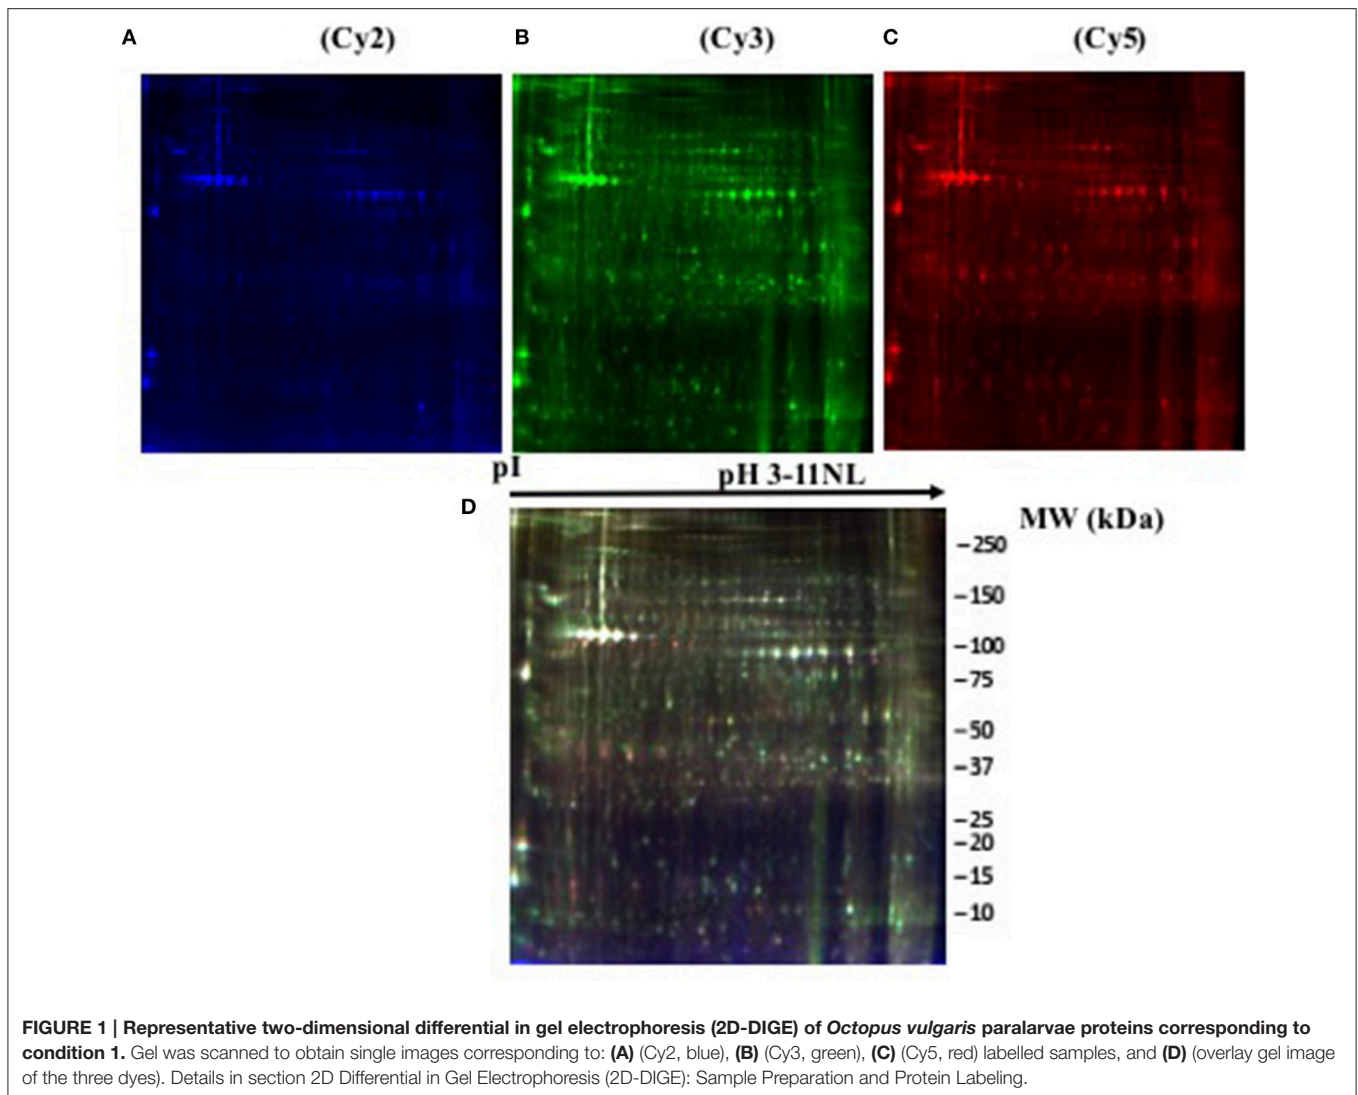 A (Cy2) B (Cy3) C (Cy5)
pI
pH 3-11NL
D
MW (kDa)
–250
–150
–100
–75
–50
–37
–25
–20
–15
–10
FIGURE 1 | Representative two-dimensional differential in gel electrophoresis (2D-DIGE) of Octopus vulgaris paralarvae proteins corresponding to
condition 1. Gel was scanned to obtain single images corresponding to: (A) (Cy2, blue), (B) (Cy3, green), (C) (Cy5, red) labelled samples, and (D) (overlay gel image
of the three dyes). Details in section 2D Differential in Gel Electrophoresis (2D-DIGE): Sample Preparation and Protein Labeling.